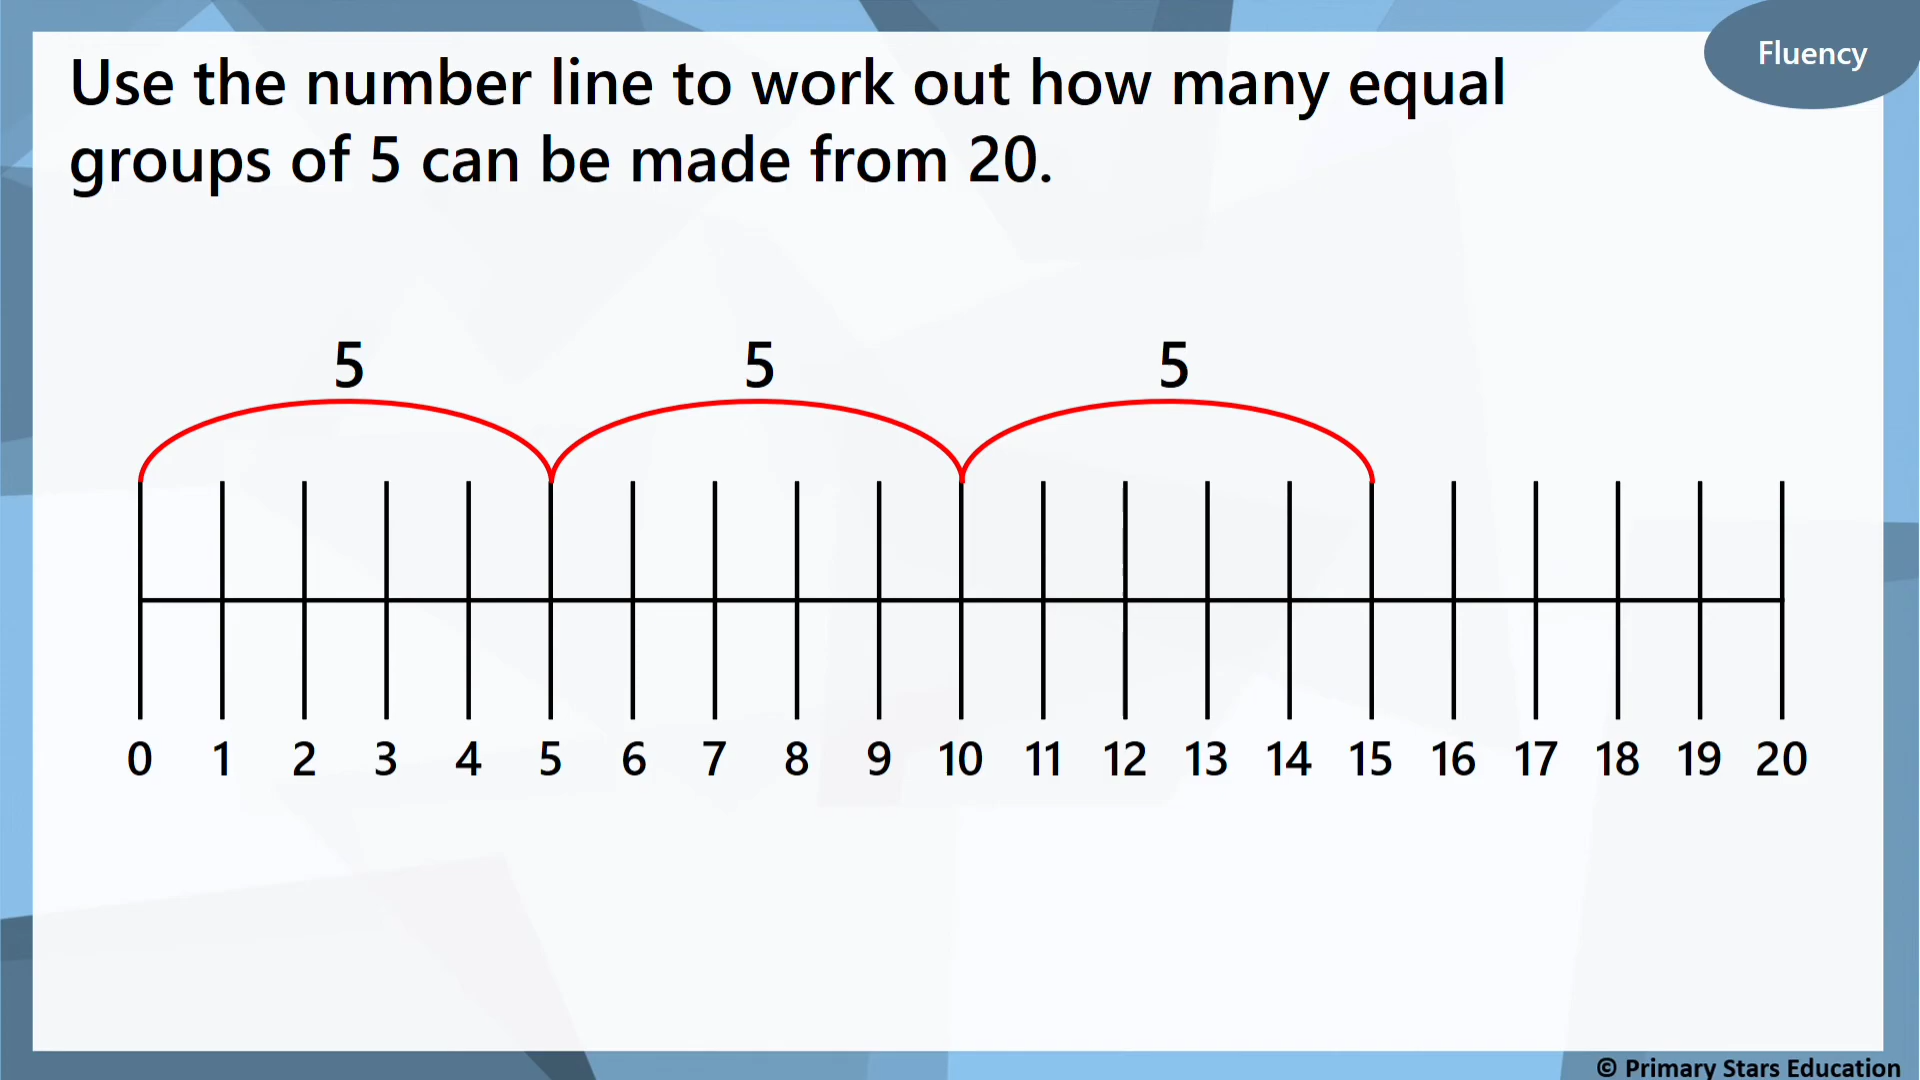 Fluency
Use the number line to work out how many equal
groups of 5 can be made from 20.
5 5 5
0 1 2 3 4 5 6 7 8 9 10 11 12 13 14 15 16 17 18 19 20
© Primary Stars Education